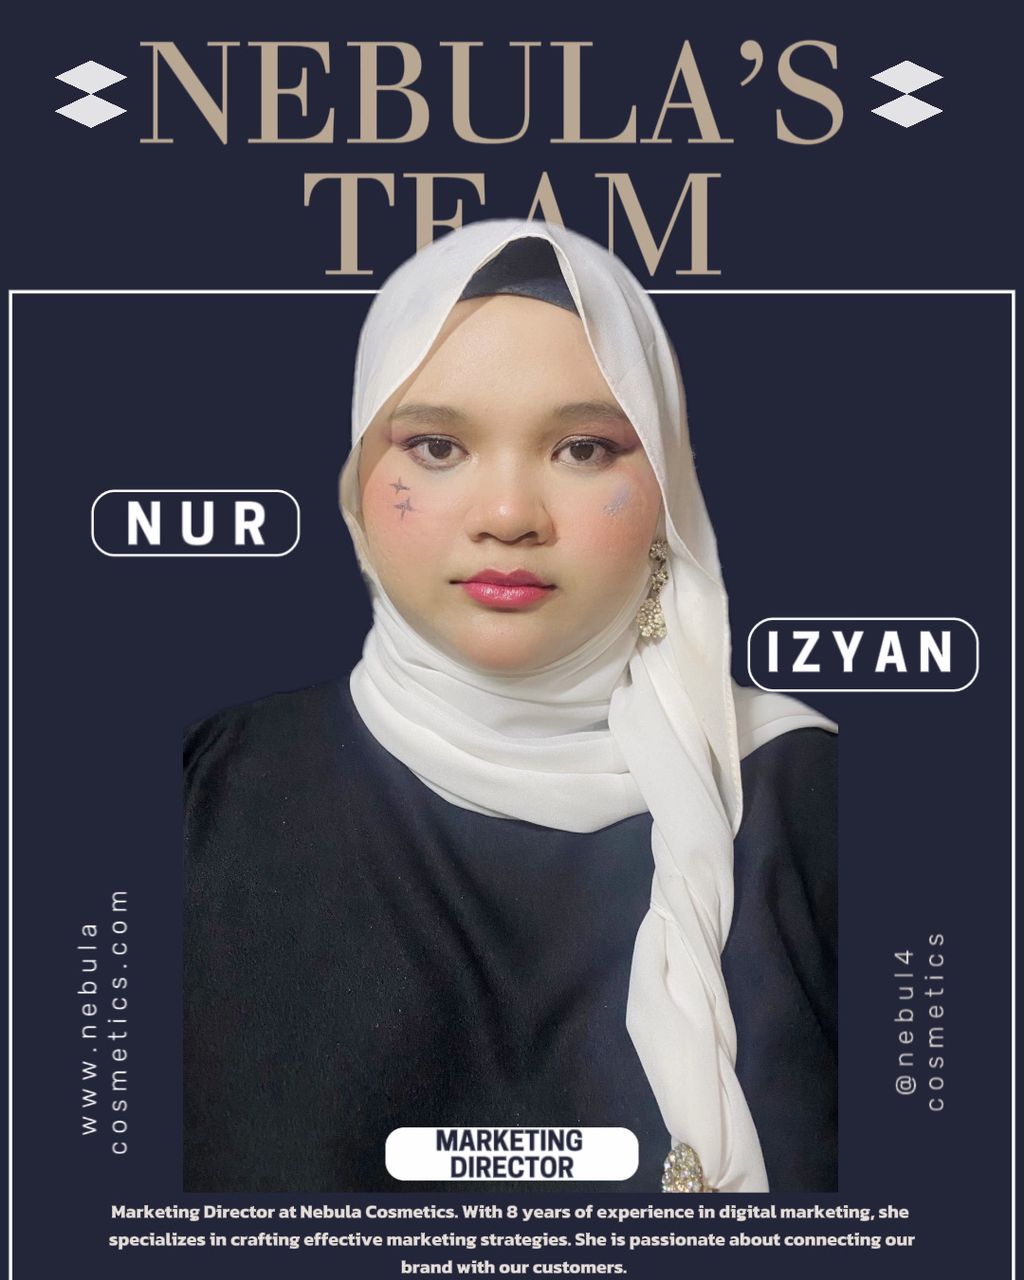 NEBULA'S
TEAM
NUR
IZYAN
www.nebula
cosmetics.com
@nebul4
cosmetics
MARKETING
DIRECTOR
Marketing Director at Nebula Cosmetics. With 8 years of experience in digital marketing, she
specializes in crafting effective marketing strategies. She is passionate about connecting our
brand with our customers.